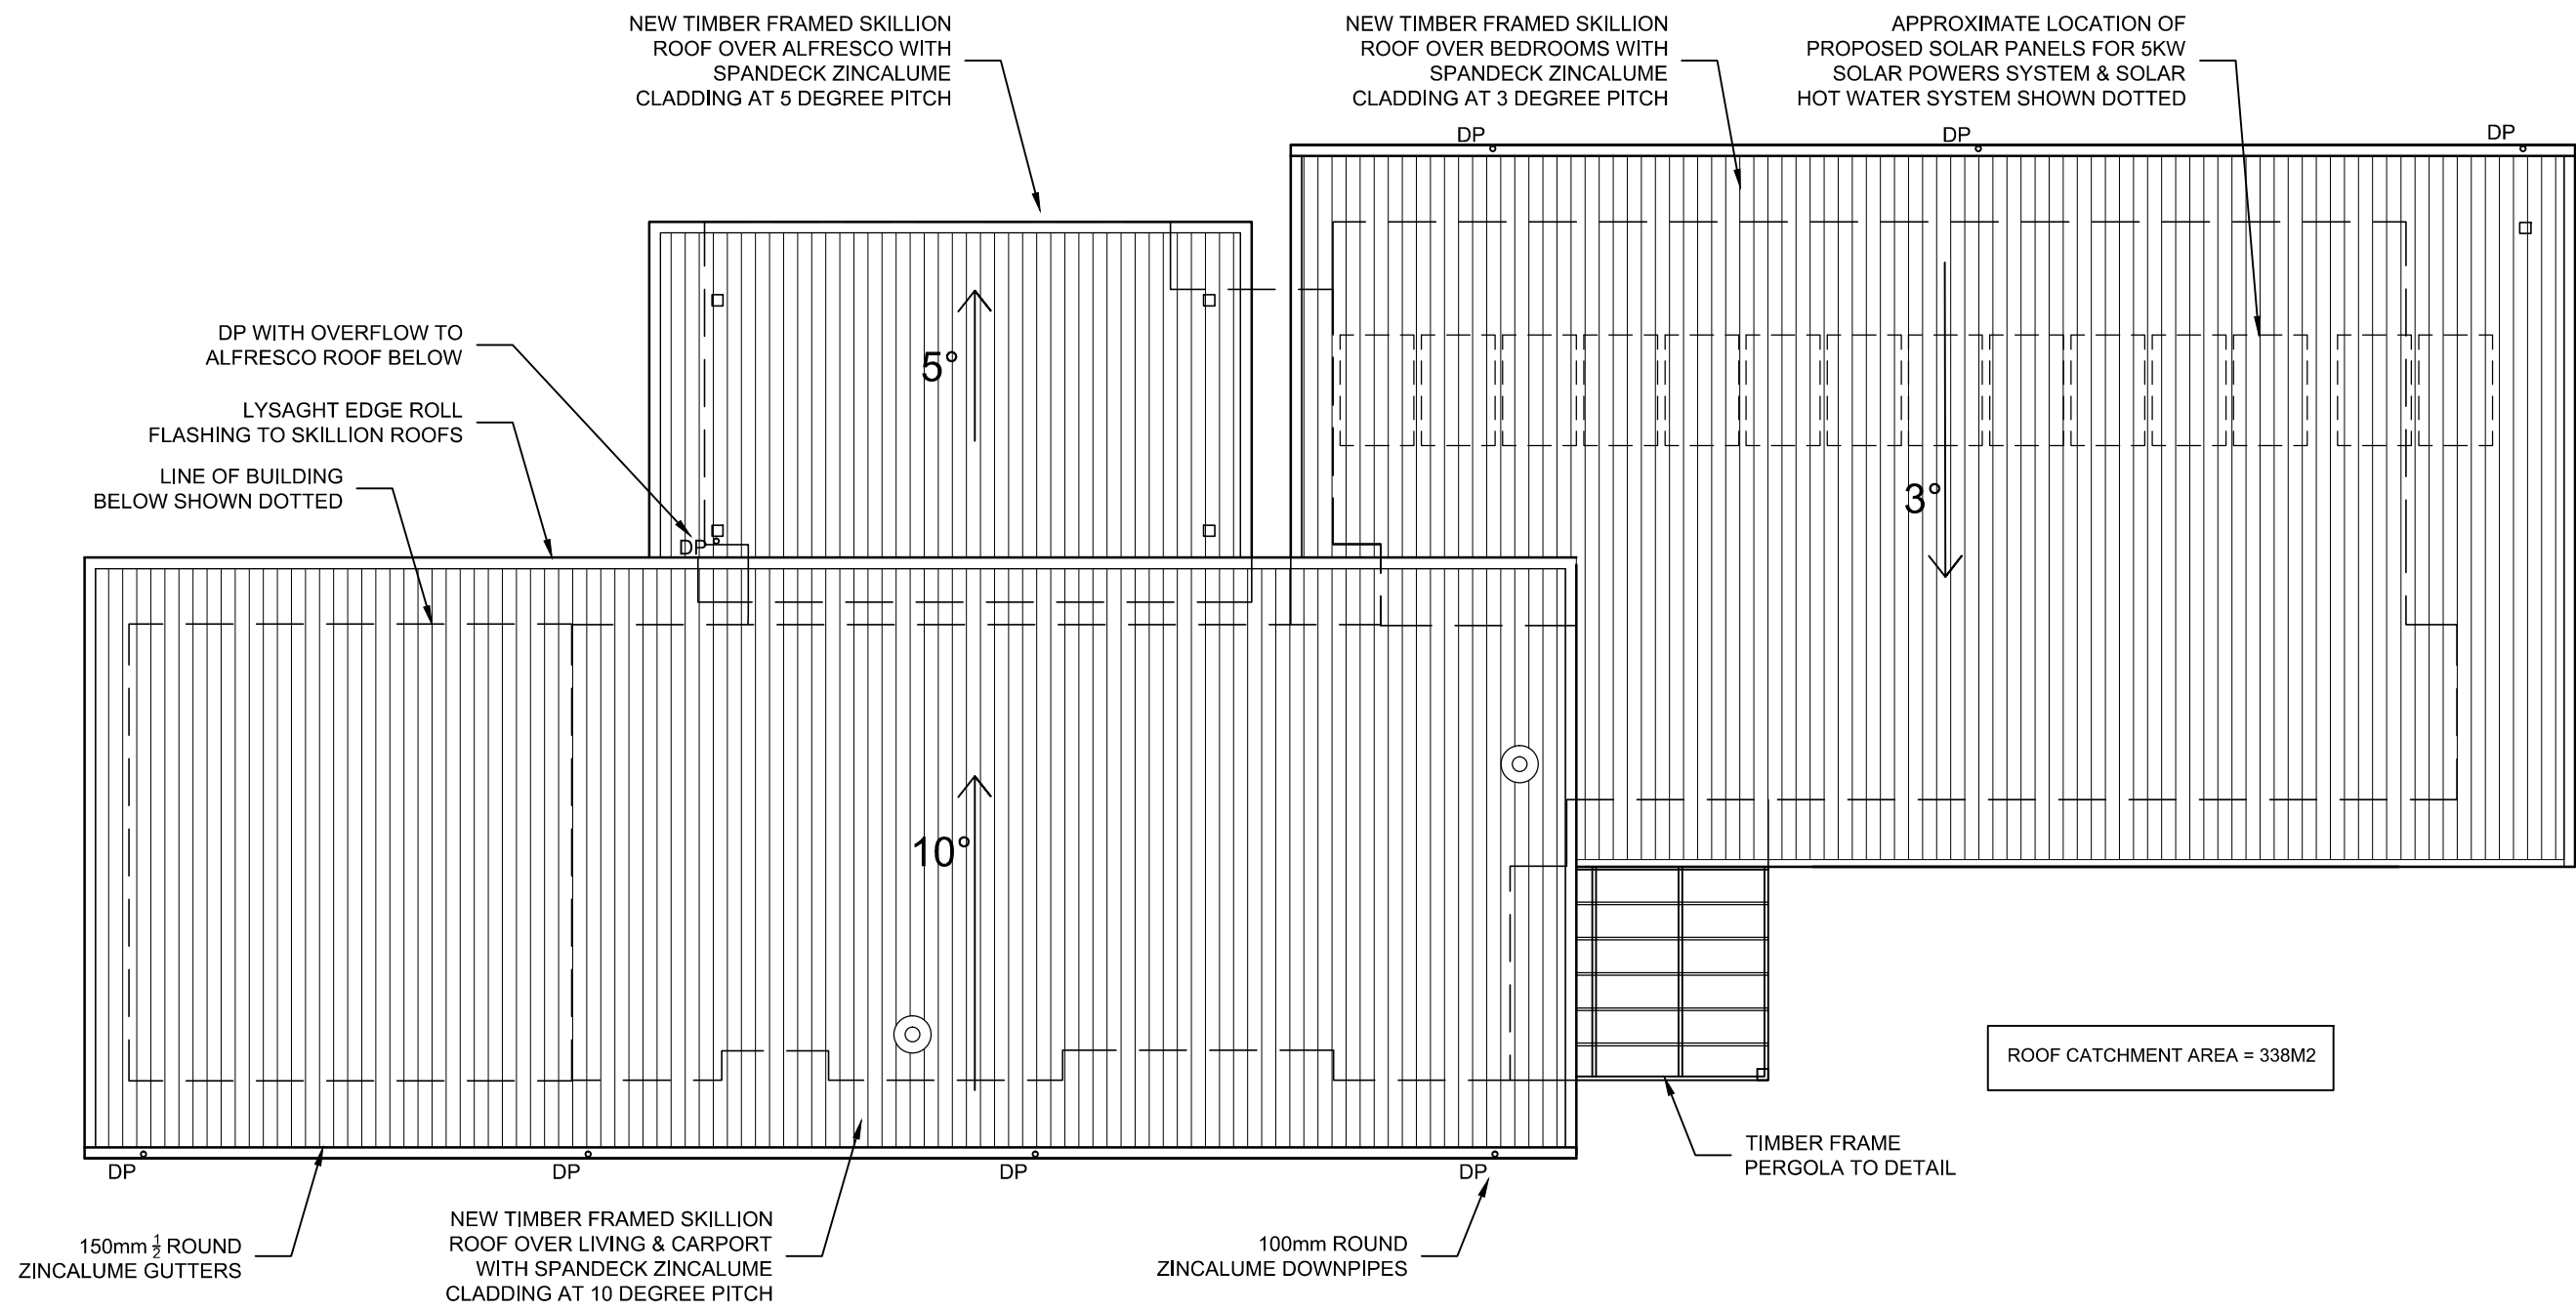 NEW TIMBER FRAMED SKILLION
ROOF OVER ALFRESCO WITH
SPANDECK ZINCALUME
CLADDING AT 5 DEGREE PITCH
NEW TIMBER FRAMED SKILLION
ROOF OVER BEDROOMS WITH
SPANDECK ZINCALUME
CLADDING AT 3 DEGREE PITCH
APPROXIMATE LOCATION OF
PROPOSED SOLAR PANELS FOR 5KW
SOLAR POWERS SYSTEM & SOLAR
HOT WATER SYSTEM SHOWN DOTTED
DP
DP
DP
DP WITH OVERFLOW TO
ALFRESCO ROOF BELOW
5°
LYSAGHT EDGE ROLL
FLASHING TO SKILLION ROOFS
LINE OF BUILDING
BELOW SHOWN DOTTED
3°
DP
10°
ROOF CATCHMENT AREA = 338M2
DP
DP
DP
DP
TIMBER FRAME
PERGOLA TO DETAIL
150mm ½ ROUND
ZINCALUME GUTTERS
NEW TIMBER FRAMED SKILLION
ROOF OVER LIVING & CARPORT
WITH SPANDECK ZINCALUME
CLADDING AT 10 DEGREE PITCH
100mm ROUND
ZINCALUME DOWNPIPES